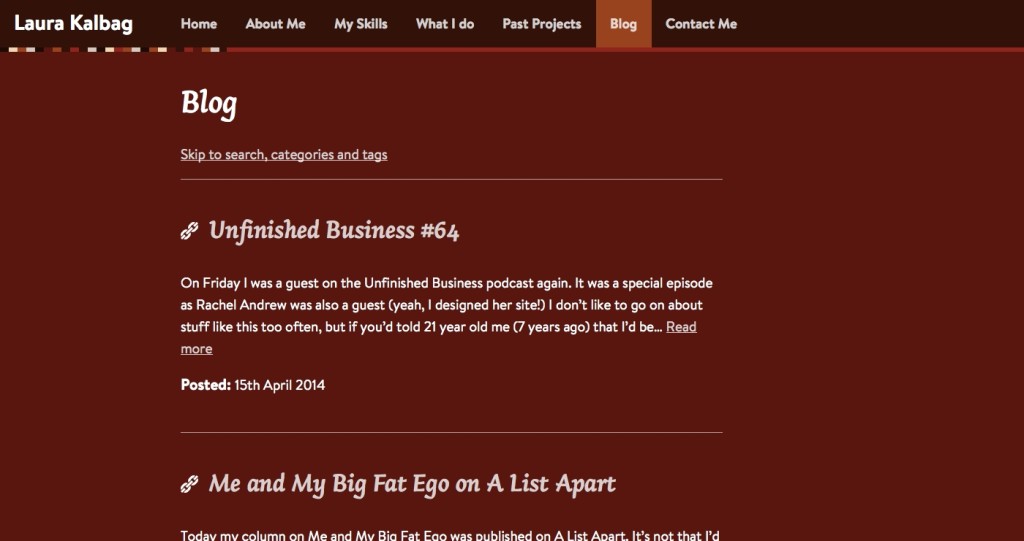 Laura Kalbag
Home About Me My Skills What I do Past Projects Blog Contact Me
Blog
Skip to search, categories and tags
Unfinished Business #64
On Friday I was a guest on the Unfinished Business podcast again. It was a special episode
as Rachel Andrew was also a guest (yeah, I designed her site!) I don’t like to go on about
stuff like this too often, but if you’d told 21 year old me (7 years ago) that I’d be... Read
more
Posted: 15th April 2014
Me and My Big Fat Ego on A List Apart
Today my column on Me and My Big Fat Ego was published on A List Apart. It’s not that I’d